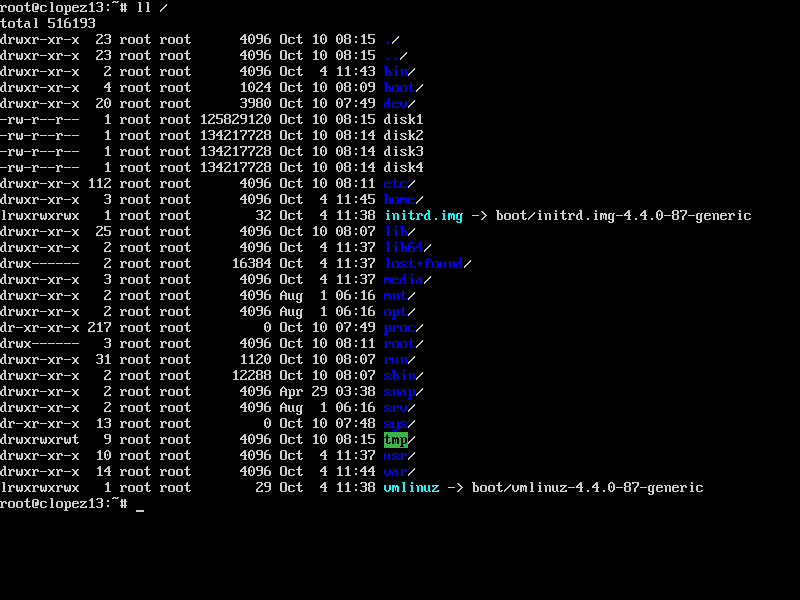 root@clopez13:~# ll /
total 516193
drwxr-xr-x  23 root root      4096 Oct 10 08:15 ./
drwxr-xr-x  23 root root      4096 Oct 10 08:15 ../
drwxr-xr-x   2 root root      4096 Oct  4 11:43 bin/
drwxr-xr-x   4 root root      1024 Oct 10 08:09 boot/
drwxr-xr-x  20 root root      3980 Oct 10 07:49 dev/
-rw-r--r--   1 root root 125829120 Oct 10 08:15 disk1
-rw-r--r--   1 root root 134217728 Oct 10 08:14 disk2
-rw-r--r--   1 root root 134217728 Oct 10 08:14 disk3
-rw-r--r--   1 root root 134217728 Oct 10 08:14 disk4
drwxr-xr-x 112 root root      4096 Oct 10 08:11 etc/
drwxr-xr-x   3 root root      4096 Oct  4 11:45 home/
lrwxrwxrwx   1 root root        32 Oct  4 11:38 initrd.img -> boot/initrd.img-4.4.0-87-generic
drwxr-xr-x  25 root root      4096 Oct 10 08:07 lib/
drwxr-xr-x   2 root root      4096 Oct  4 11:37 lib64/
drwx------   2 root root     16384 Oct  4 11:37 lost+found/
drwxr-xr-x   3 root root      4096 Oct  4 11:37 media/
drwxr-xr-x   2 root root      4096 Aug  1 06:16 mnt/
drwxr-xr-x   2 root root      4096 Aug  1 06:16 opt/
dr-xr-xr-x 217 root root         0 Oct 10 07:49 proc/
drwx------   3 root root      4096 Oct 10 08:11 root/
drwxr-xr-x  31 root root      1120 Oct 10 08:07 run/
drwxr-xr-x   2 root root     12288 Oct 10 08:07 sbin/
drwxr-xr-x   2 root root      4096 Apr 29 03:38 snap/
drwxr-xr-x   2 root root      4096 Aug  1 06:16 srv/
dr-xr-xr-x  13 root root         0 Oct 10 07:48 sys/
drwxrwxrwt   9 root root      4096 Oct 10 08:15 tmp/
drwxr-xr-x  10 root root      4096 Oct  4 11:37 usr/
drwxr-xr-x  14 root root      4096 Oct  4 11:44 var/
lrwxrwxrwx   1 root root        29 Oct  4 11:38 vmlinuz -> boot/vmlinuz-4.4.0-87-generic
root@clopez13:~# _